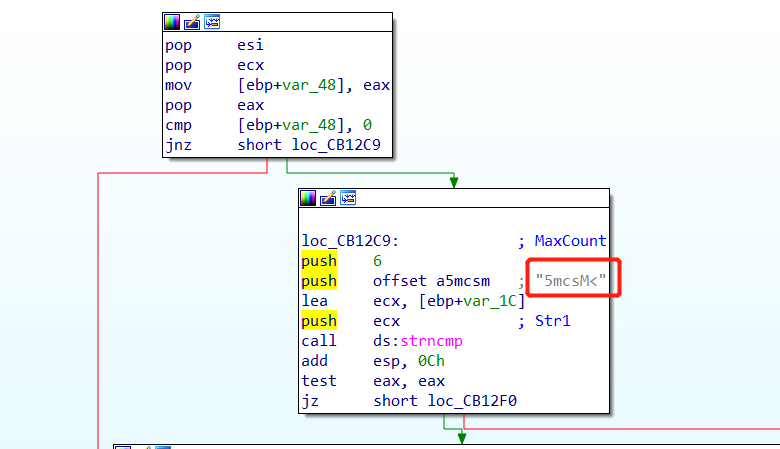 pop     esi
pop     ecx
mov     [ebp+var_48], eax
pop     eax
cmp     [ebp+var_48], 0
jnz     short loc_CB12C9
loc_CB12C9:             ; MaxCount
push    6
push    offset a5mcsm   ; "5mcsM<"
lea     ecx, [ebp+var_1C]
push    ecx             ; Str1
call    ds:strncmp
add     esp, 0Ch
test    eax, eax
jz      short loc_CB12F0